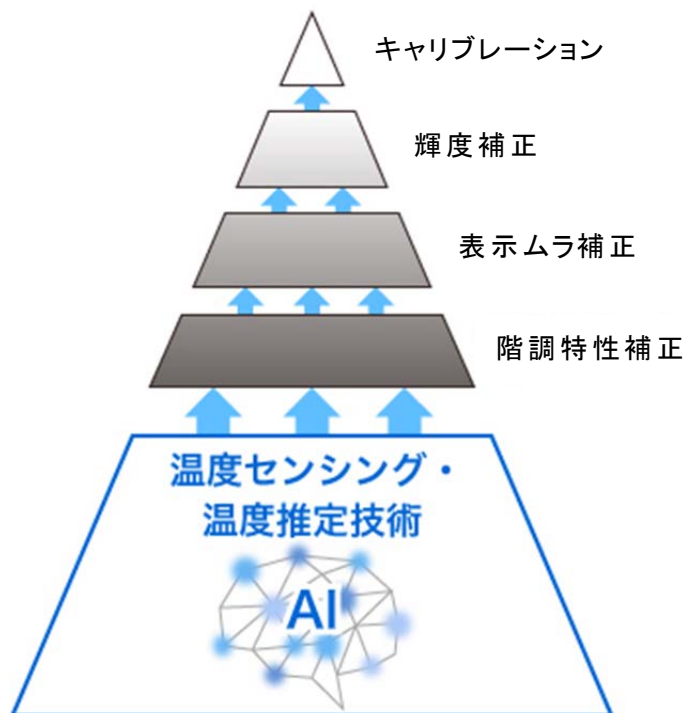 キャリブレーション
輝度補正
表示ムラ補正
階調特性補正
温度センシング・
温度推定技術
AI